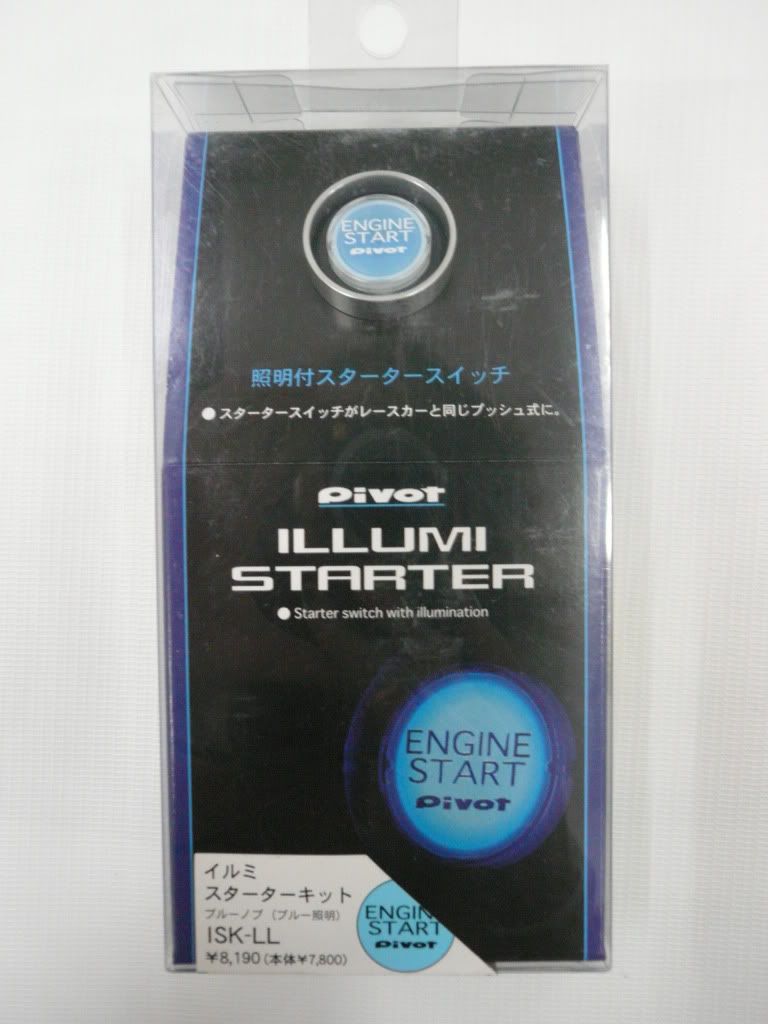 ENGINE
START
Pivot
照明付スタータースイッチ
●スタータースイッチがレースカーと同じプッシュ式に。
Pivot
ILLUMI
STARTER
● Starter switch with illumination
ENGINE
START
Pivot
イルミ
スターターキット
ブルーノブ（ブルー照明）
ISK-LL
¥8,190（本体¥7,800）
ENGIN
START
Pivot